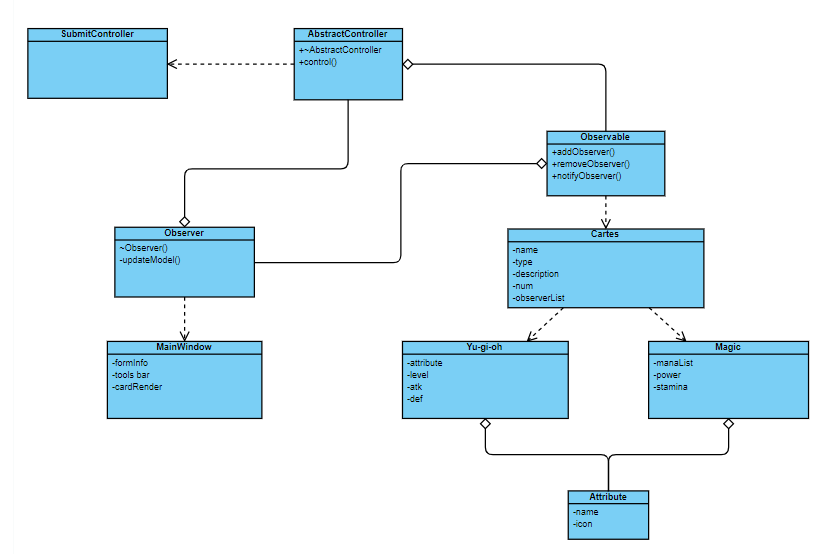 SubmitController
AbstractController
+~AbstractController
+control()
Observable
+addObserver()
+removeObserver()
+notifyObserver()
Observer
~Observer()
-updateModel()
Cartes
-name
-type
-description
-num
-observerList
MainWindow
-formInfo
-tools bar
-cardRender
Yu-gi-oh
-attribute
-level
-atk
-def
Magic
-manaList
-power
-stamina
Attribute
-name
-icon